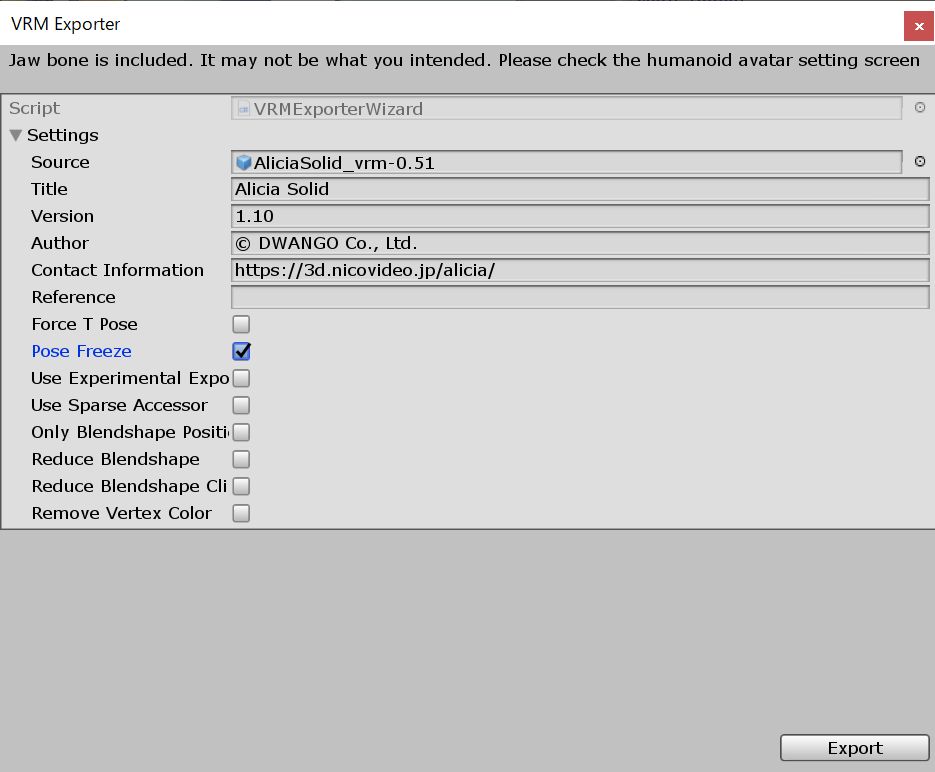 VRM Exporter
Jaw bone is included. It may not be what you intended. Please check the humanoid avatar setting screen
Script VRMExporterWizard
Settings
Source AliciaSolid_vrm-0.51
Title Alicia Solid
Version 1.10
Author © DWANGO Co., Ltd.
Contact Information https://3d.nicovideo.jp/alicia/
Reference
Force T Pose
Pose Freeze
Use Experimental Expo
Use Sparse Accessor
Only Blendshape Positi
Reduce Blendshape
Reduce Blendshape Cli
Remove Vertex Color
Export